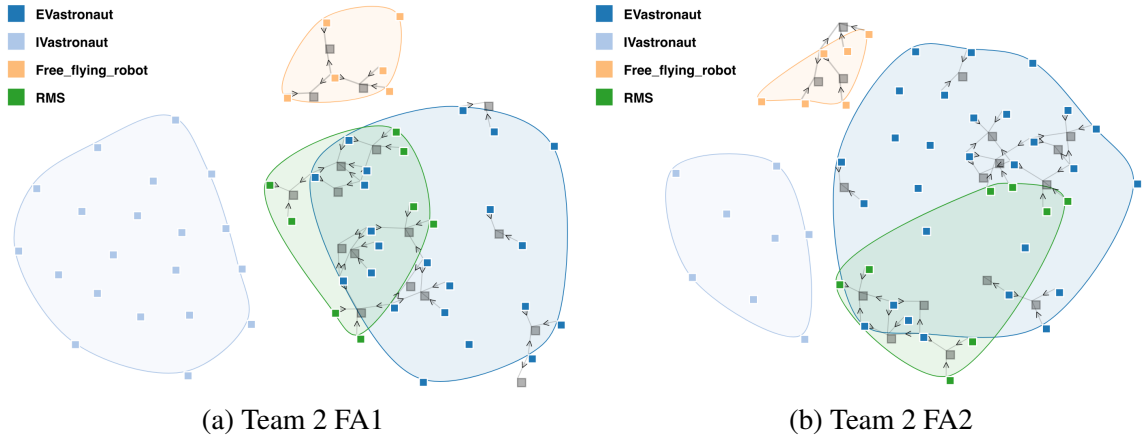 EVastronaut
IVastronaut
Free_flying_robot
RMS
EVastronaut
IVastronaut
Free_flying_robot
RMS
(a) Team 2 FA1
(b) Team 2 FA2